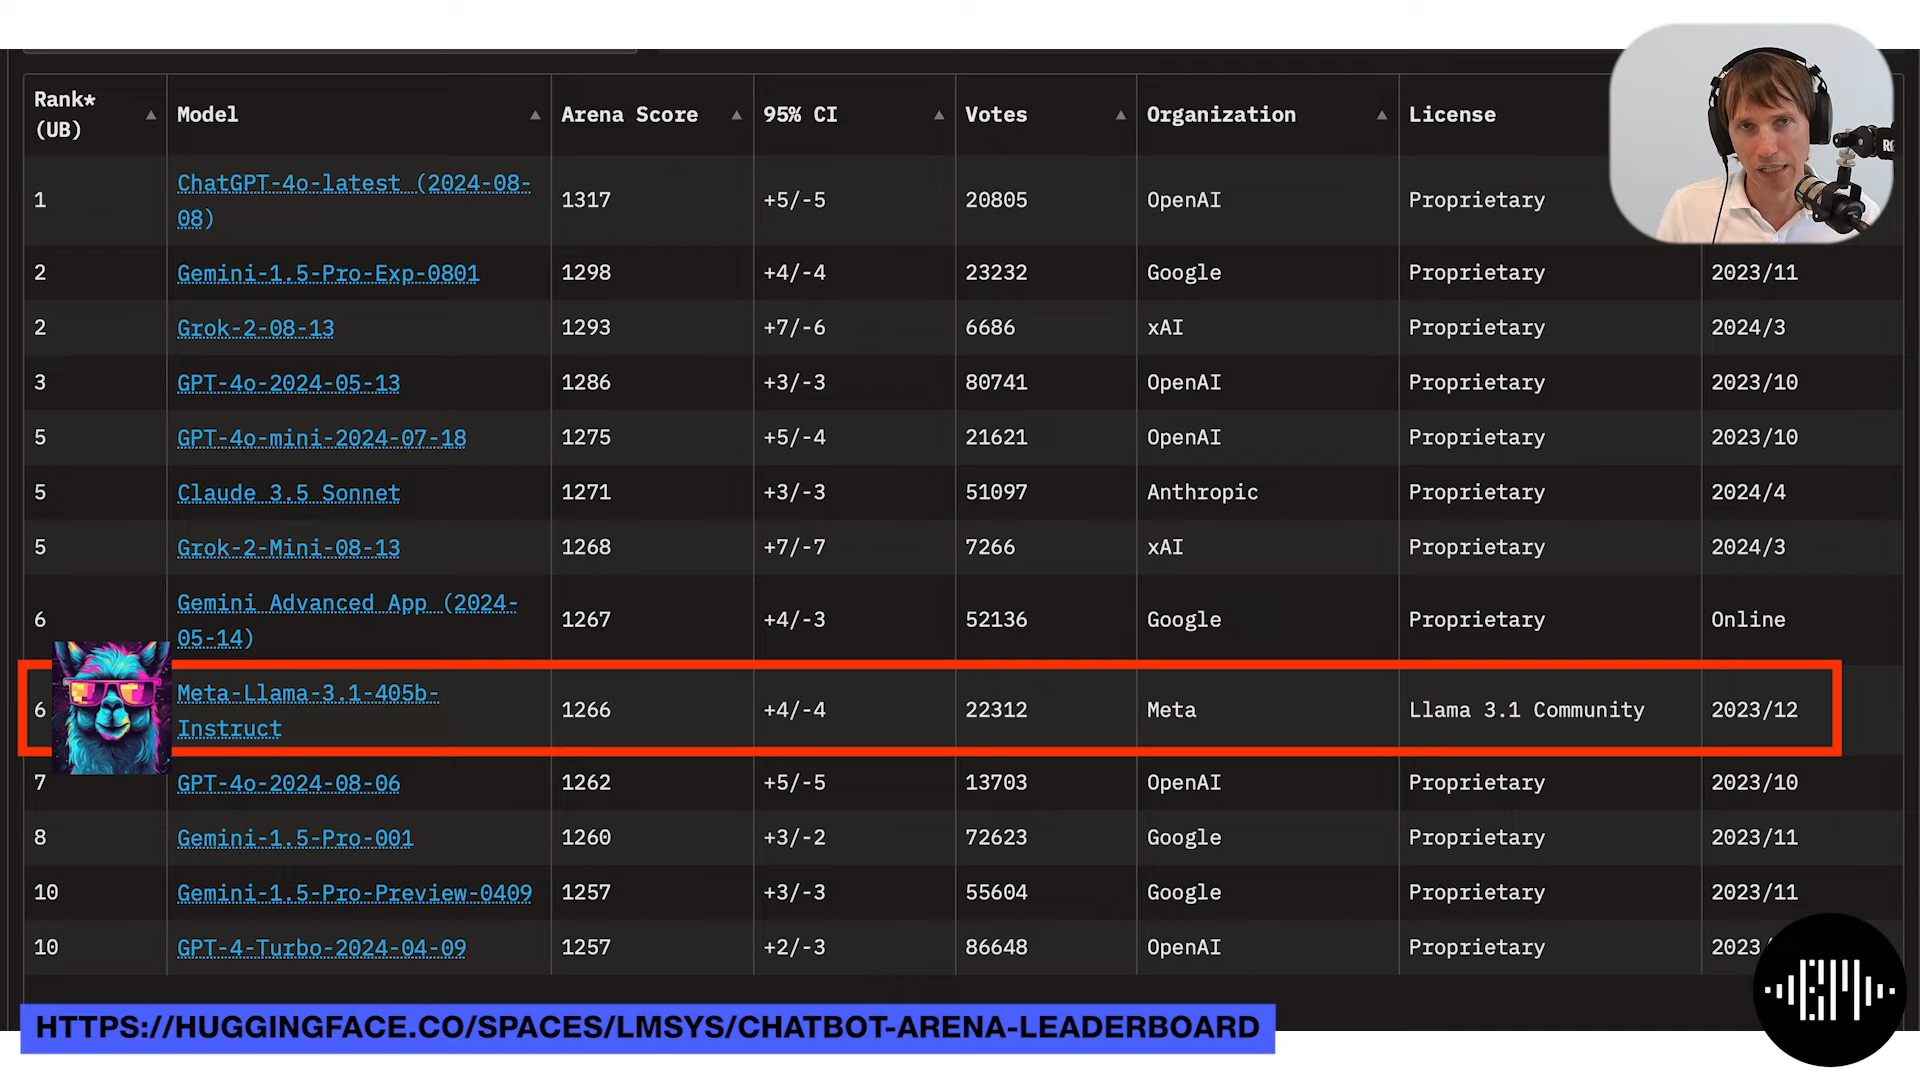 Rank* (UB) Model Arena Score 95% CI Votes Organization License
1 ChatGPT-4o-latest (2024-08-08) 1317 +5/-5 20805 OpenAI Proprietary
2 Gemini-1.5-Pro-Exp-0801 1298 +4/-4 23232 Google Proprietary 2023/11
2 Grok-2-08-13 1293 +7/-6 6686 xAI Proprietary 2024/3
3 GPT-4o-2024-05-13 1286 +3/-3 80741 OpenAI Proprietary 2023/10
5 GPT-4o-mini-2024-07-18 1275 +5/-4 21621 OpenAI Proprietary 2023/10
5 Claude 3.5 Sonnet 1271 +3/-3 51097 Anthropic Proprietary 2024/4
5 Grok-2-Mini-08-13 1268 +7/-7 7266 xAI Proprietary 2024/3
6 Gemini Advanced App (2024-05-14) 1267 +4/-3 52136 Google Proprietary Online
6 Meta-Llama-3.1-405b-Instruct 1266 +4/-4 22312 Meta Llama 3.1 Community 2023/12
7 GPT-4o-2024-08-06 1262 +5/-5 13703 OpenAI Proprietary 2023/10
8 Gemini-1.5-Pro-001 1260 +3/-2 72623 Google Proprietary 2023/11
10 Gemini-1.5-Pro-Preview-0409 1257 +3/-3 55604 Google Proprietary 2023/11
10 GPT-4-Turbo-2024-04-09 1257 +2/-3 86648 OpenAI Proprietary 2023
HTTPS://HUGGINGFACE.CO/SPACES/LMSYS/CHATBOT-ARENA-LEADERBOARD